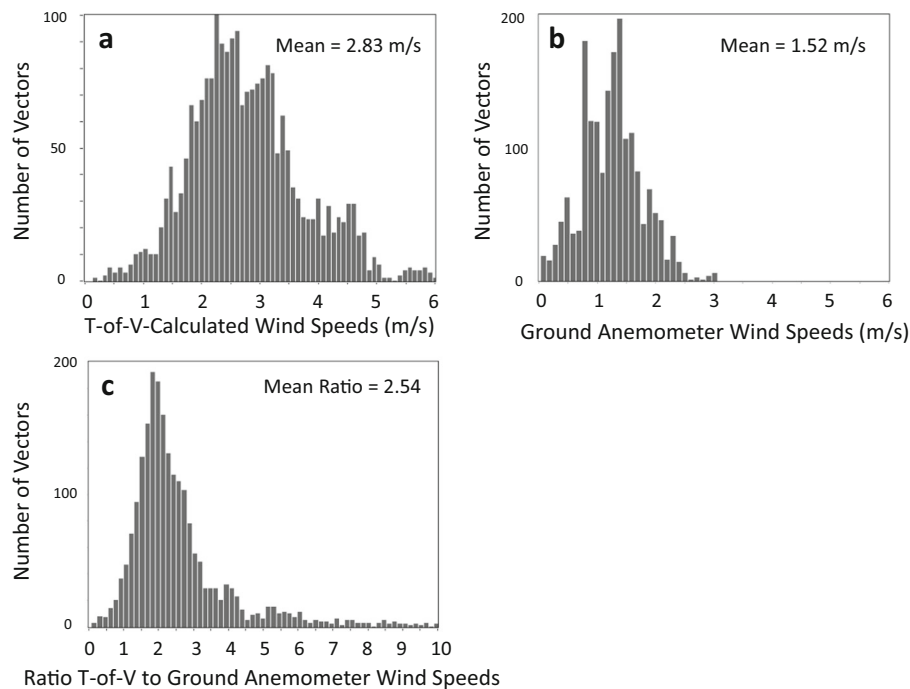 a
Mean = 2.83 m/s
Number of Vectors
100
50
0
0 1 2 3 4 5 6
T-of-V-Calculated Wind Speeds (m/s)
b
Mean = 1.52 m/s
Number of Vectors
200
100
0
0 1 2 3 4 5 6
Ground Anemometer Wind Speeds (m/s)
c
Mean Ratio = 2.54
Number of Vectors
200
100
0
0 1 2 3 4 5 6 7 8 9 10
Ratio T-of-V to Ground Anemometer Wind Speeds